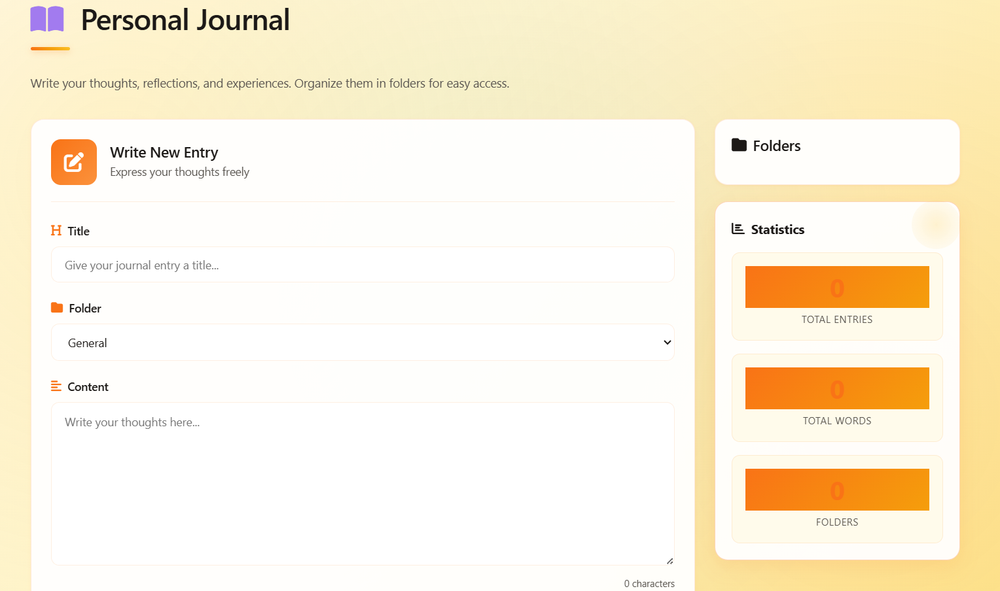 Personal Journal
Write your thoughts, reflections, and experiences. Organize them in folders for easy access.
Write New Entry
Express your thoughts freely
Title
Give your journal entry a title...
Folder
General
Content
Write your thoughts here...
0 characters
Folders
Statistics
0
TOTAL ENTRIES
0
TOTAL WORDS
0
FOLDERS